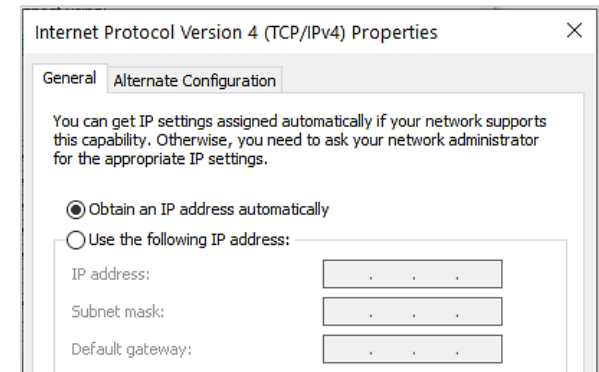 Internet Protocol Version 4 (TCP/IPv4) Properties
General
Alternate Configuration
You can get IP settings assigned automatically if your network supports
this capability. Otherwise, you need to ask your network administrator
for the appropriate IP settings.
Obtain an IP address automatically
Use the following IP address:
IP address:
Subnet mask:
Default gateway: